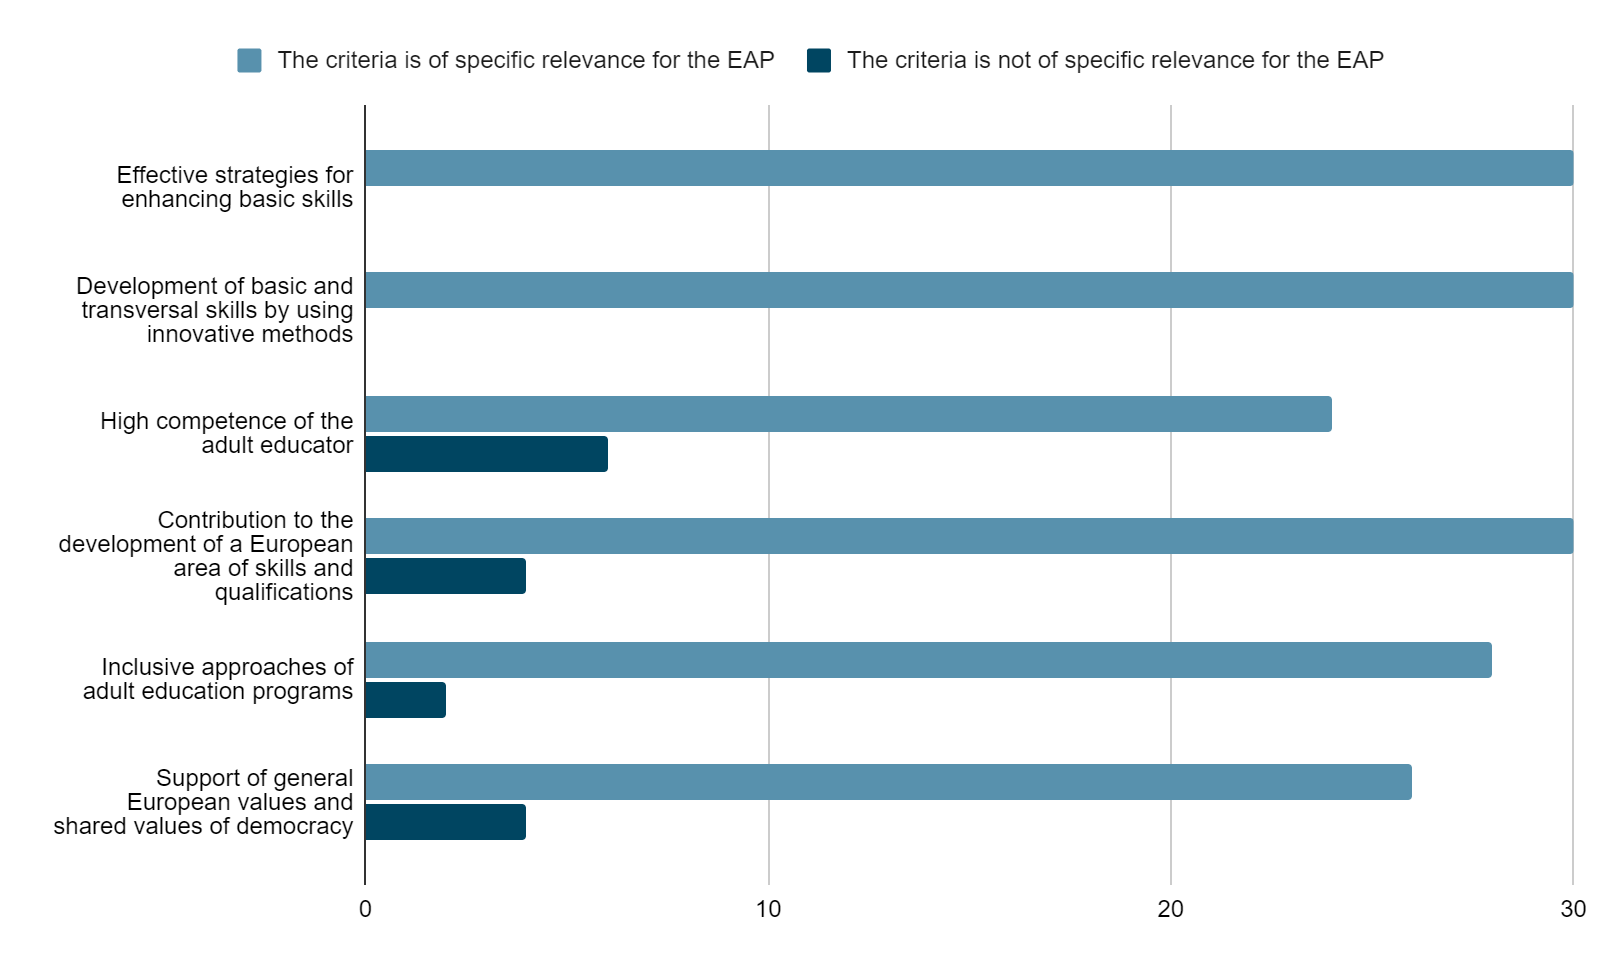 The criteria is of specific relevance for the EAP
The criteria is not of specific relevance for the EAP
Effective strategies for
enhancing basic skills
Development of basic and
transversal skills by using
innovative methods
High competence of the
adult educator
Contribution to the
development of a European
area of skills and
qualifications
Inclusive approaches of
adult education programs
Support of general
European values and
shared values of democracy
0
10
20
30